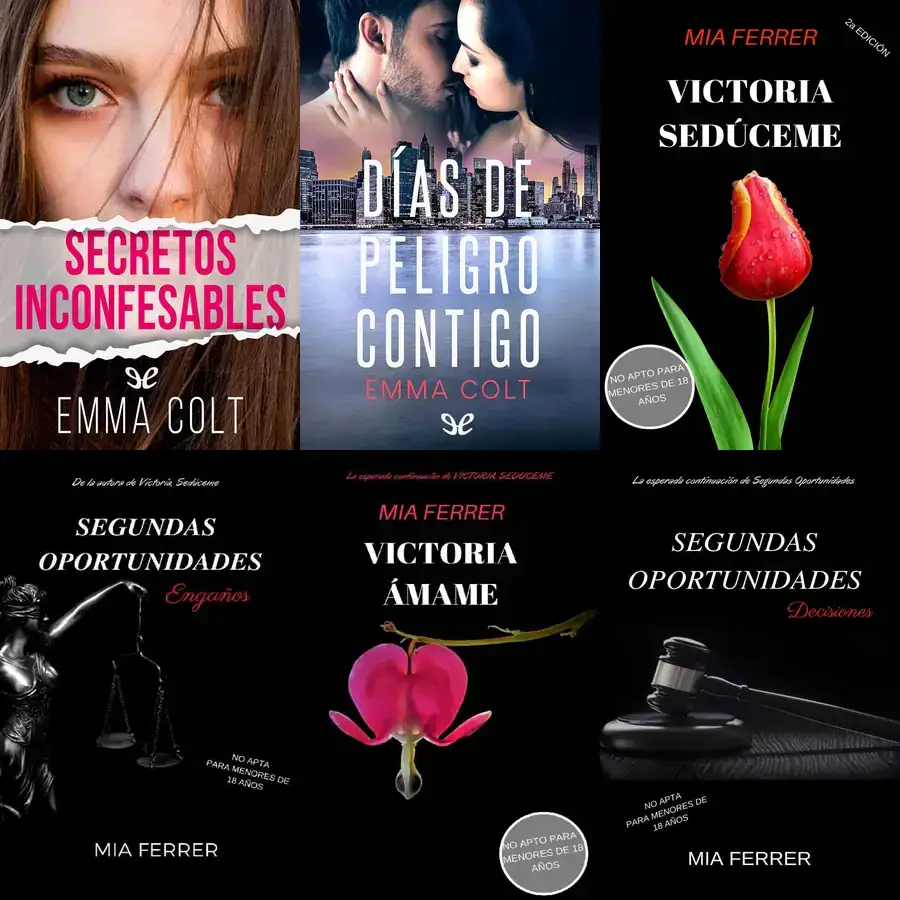 SECRETOS
INCONFESABLES
EMMA COLT
DÍAS DE
PELIGRO
CONTIGO
EMMA COLT
MIA FERRER
2a EDICIÓN
VICTORIA
SEDÚCEME
NO APTO PARA
MENORES DE 18
AÑOS
De la autora de Victoria, Sedúceme
SEGUNDAS
OPORTUNIDADES
Engaños
NO APTA
PARA MENORES DE
18 AÑOS
MIA FERRER
La esperada continuación de VICTORIA, SEDUCEME
MIA FERRER
VICTORIA
ÁMAME
NO APTO PARA
MENORES DE 18
AÑOS
La esperada continuación de Segundas Oportunidades
SEGUNDAS
OPORTUNIDADES
Decisiones
NO APTA
PARA MENORES DE
18 AÑOS
MIA FERRER